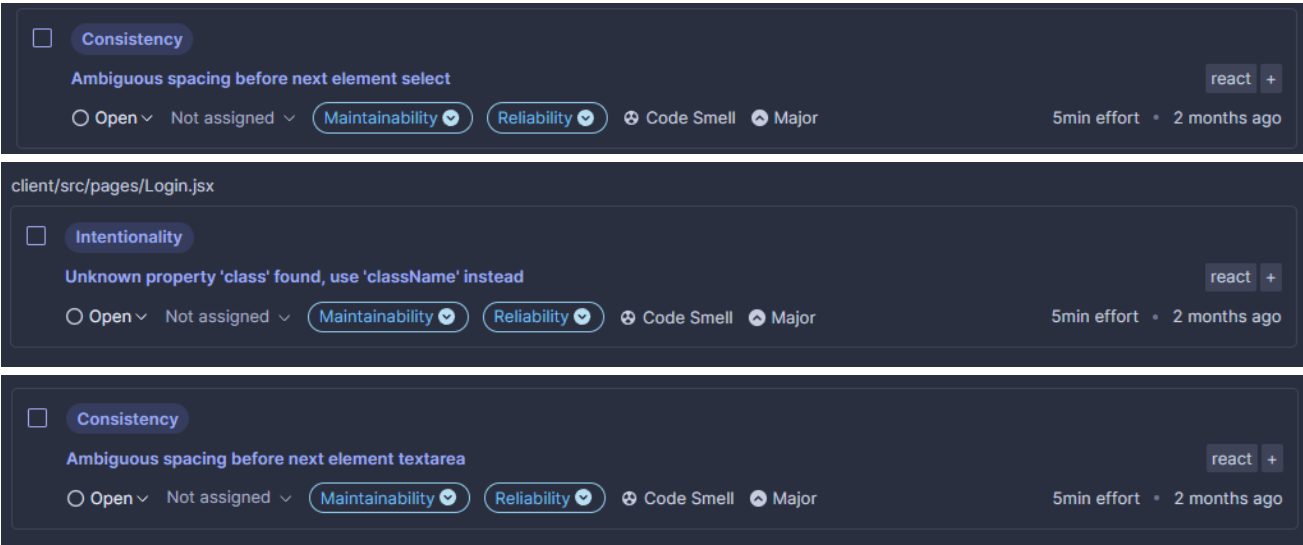 Consistency
Ambiguous spacing before next element select react +
Open Not assigned Maintainability Reliability Code Smell Major 5min effort • 2 months ago
client/src/pages/Login.jsx
Intentionality
Unknown property 'class' found, use 'className' instead react +
Open Not assigned Maintainability Reliability Code Smell Major 5min effort • 2 months ago
Consistency
Ambiguous spacing before next element textarea react +
Open Not assigned Maintainability Reliability Code Smell Major 5min effort • 2 months ago